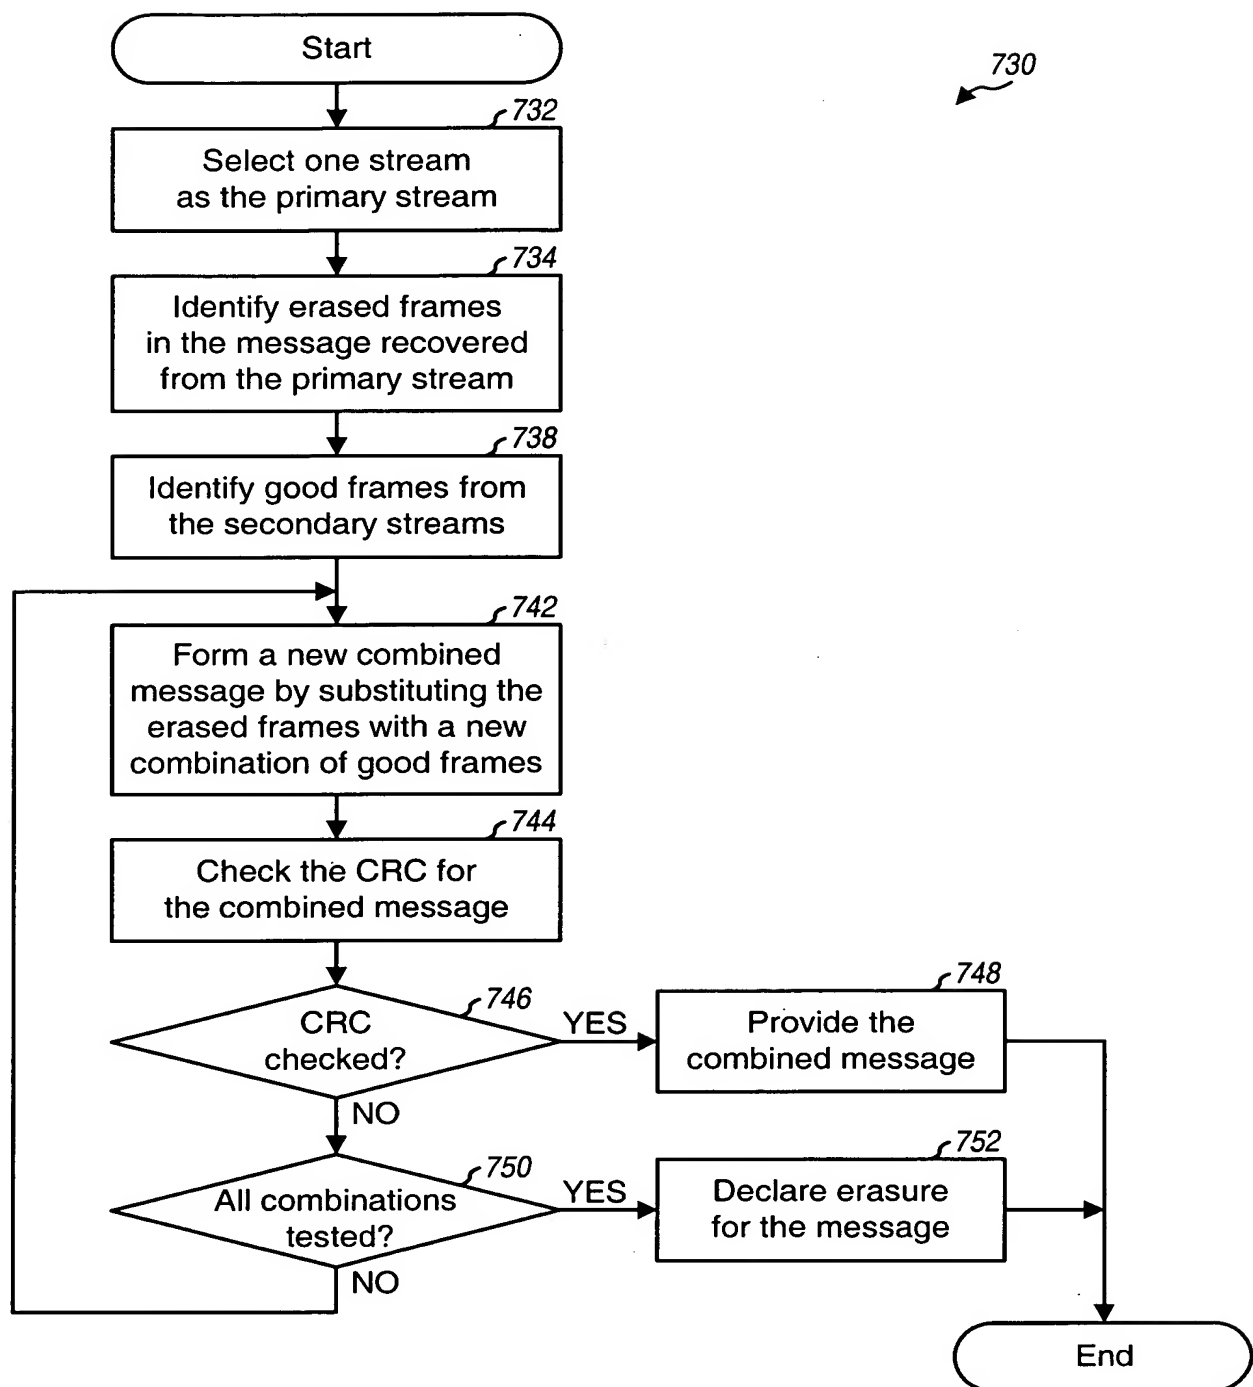 Start
730
732
Select one stream
as the primary stream
734
Identify erased frames
in the message recovered
from the primary stream
738
Identify good frames from
the secondary streams
742
Form a new combined
message by substituting the
erased frames with a new
combination of good frames
744
Check the CRC for
the combined message
746
CRC
checked?
YES
748
Provide the
combined message
NO
750
All combinations
tested?
YES
752
Declare erasure
for the message
NO
End